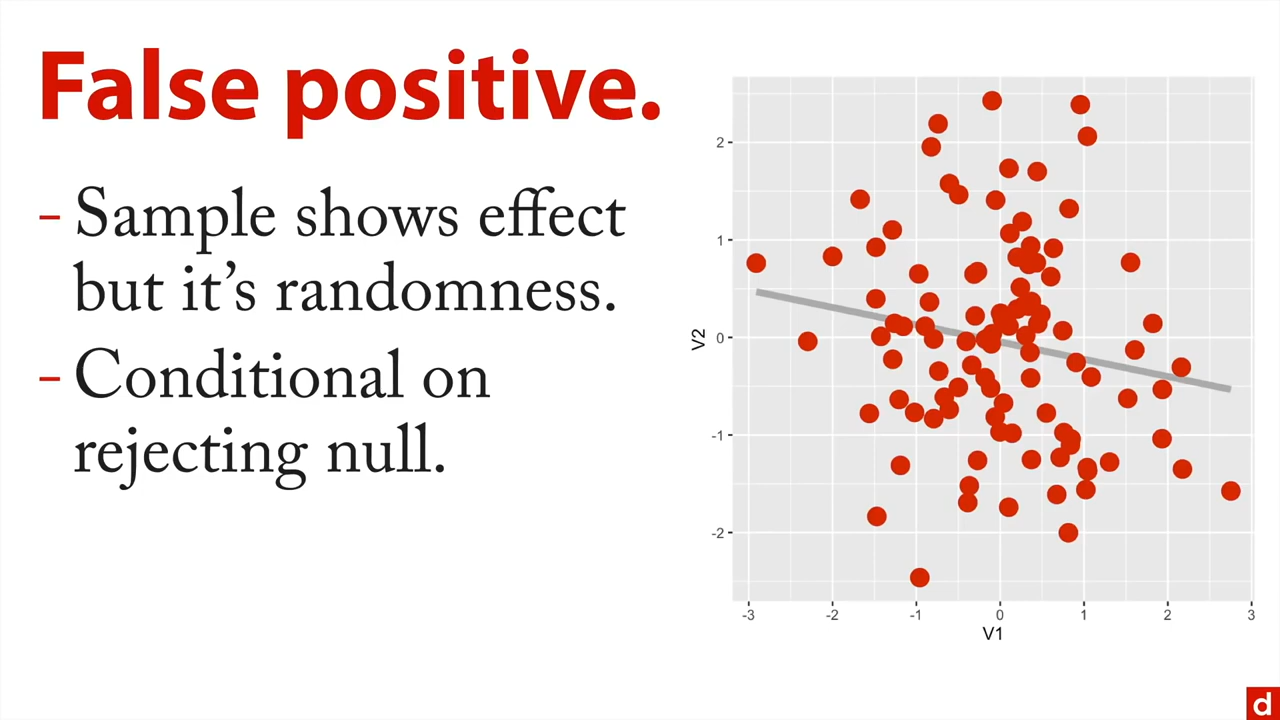 False positive.
– Sample shows effect
but it’s randomness.
– Conditional on
rejecting null.
V2
2
1
0
-1
-2
-3 -2 -1 0 1 2 3
V1
d